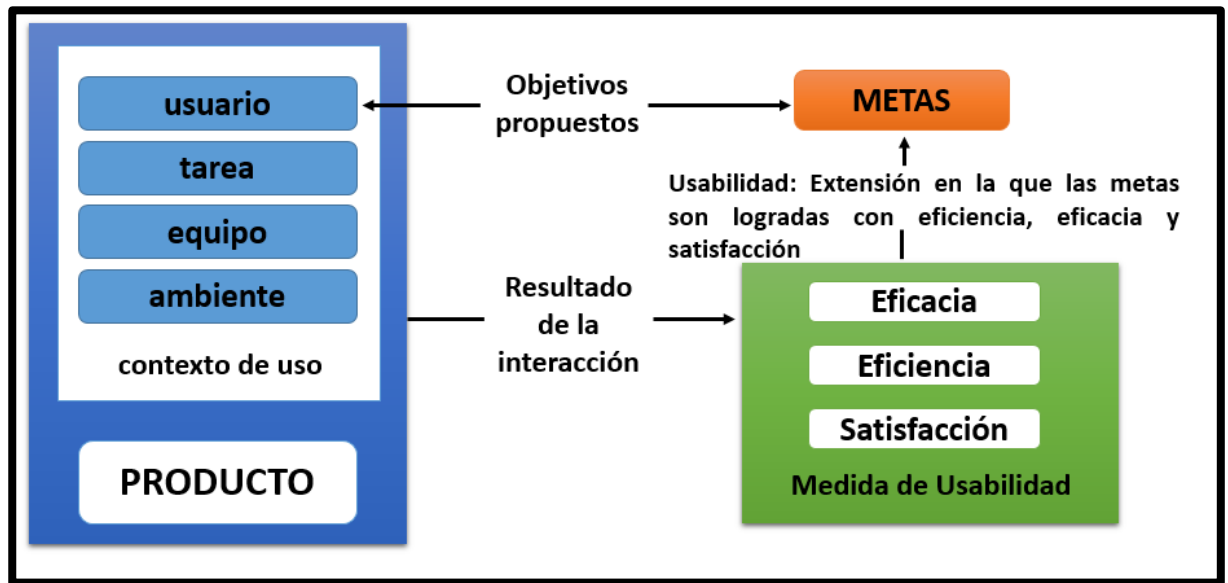 usuario
tarea
equipo
ambiente
contexto de uso
PRODUCTO
Objetivos
propuestos
METAS
Usabilidad: Extensión en la que las metas
son logradas con eficiencia, eficacia y
satisfacción
Resultado
de la
interacción
Eficacia
Eficiencia
Satisfacción
Medida de Usabilidad